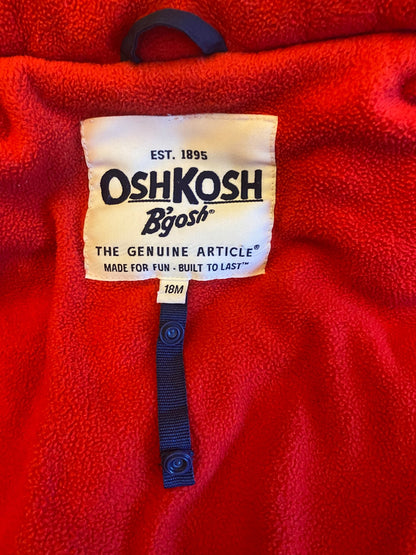 EST. 1895
OSHKOSH
B'gosh®
THE GENUINE ARTICLE®
MADE FOR FUN - BUILT TO LAST™
18M